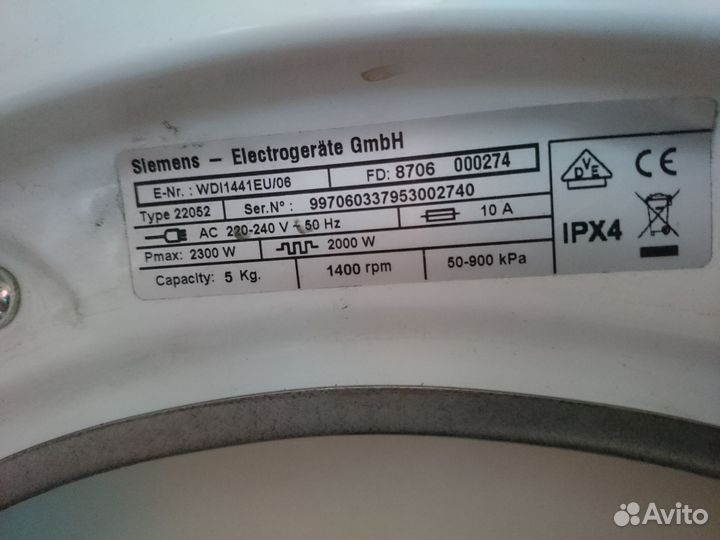 Siemens – Electrogeräte GmbH
E-Nr. : WDI1441EU/06 FD: 8706 000274
Type 22052 Ser.N° : 997060337953002740
AC 220-240 V ~ 50 Hz 10 A
Pmax: 2300 W 2000 W
Capacity: 5 Kg. 1400 rpm 50-900 kPa
DVE CE
IPX4
Avito